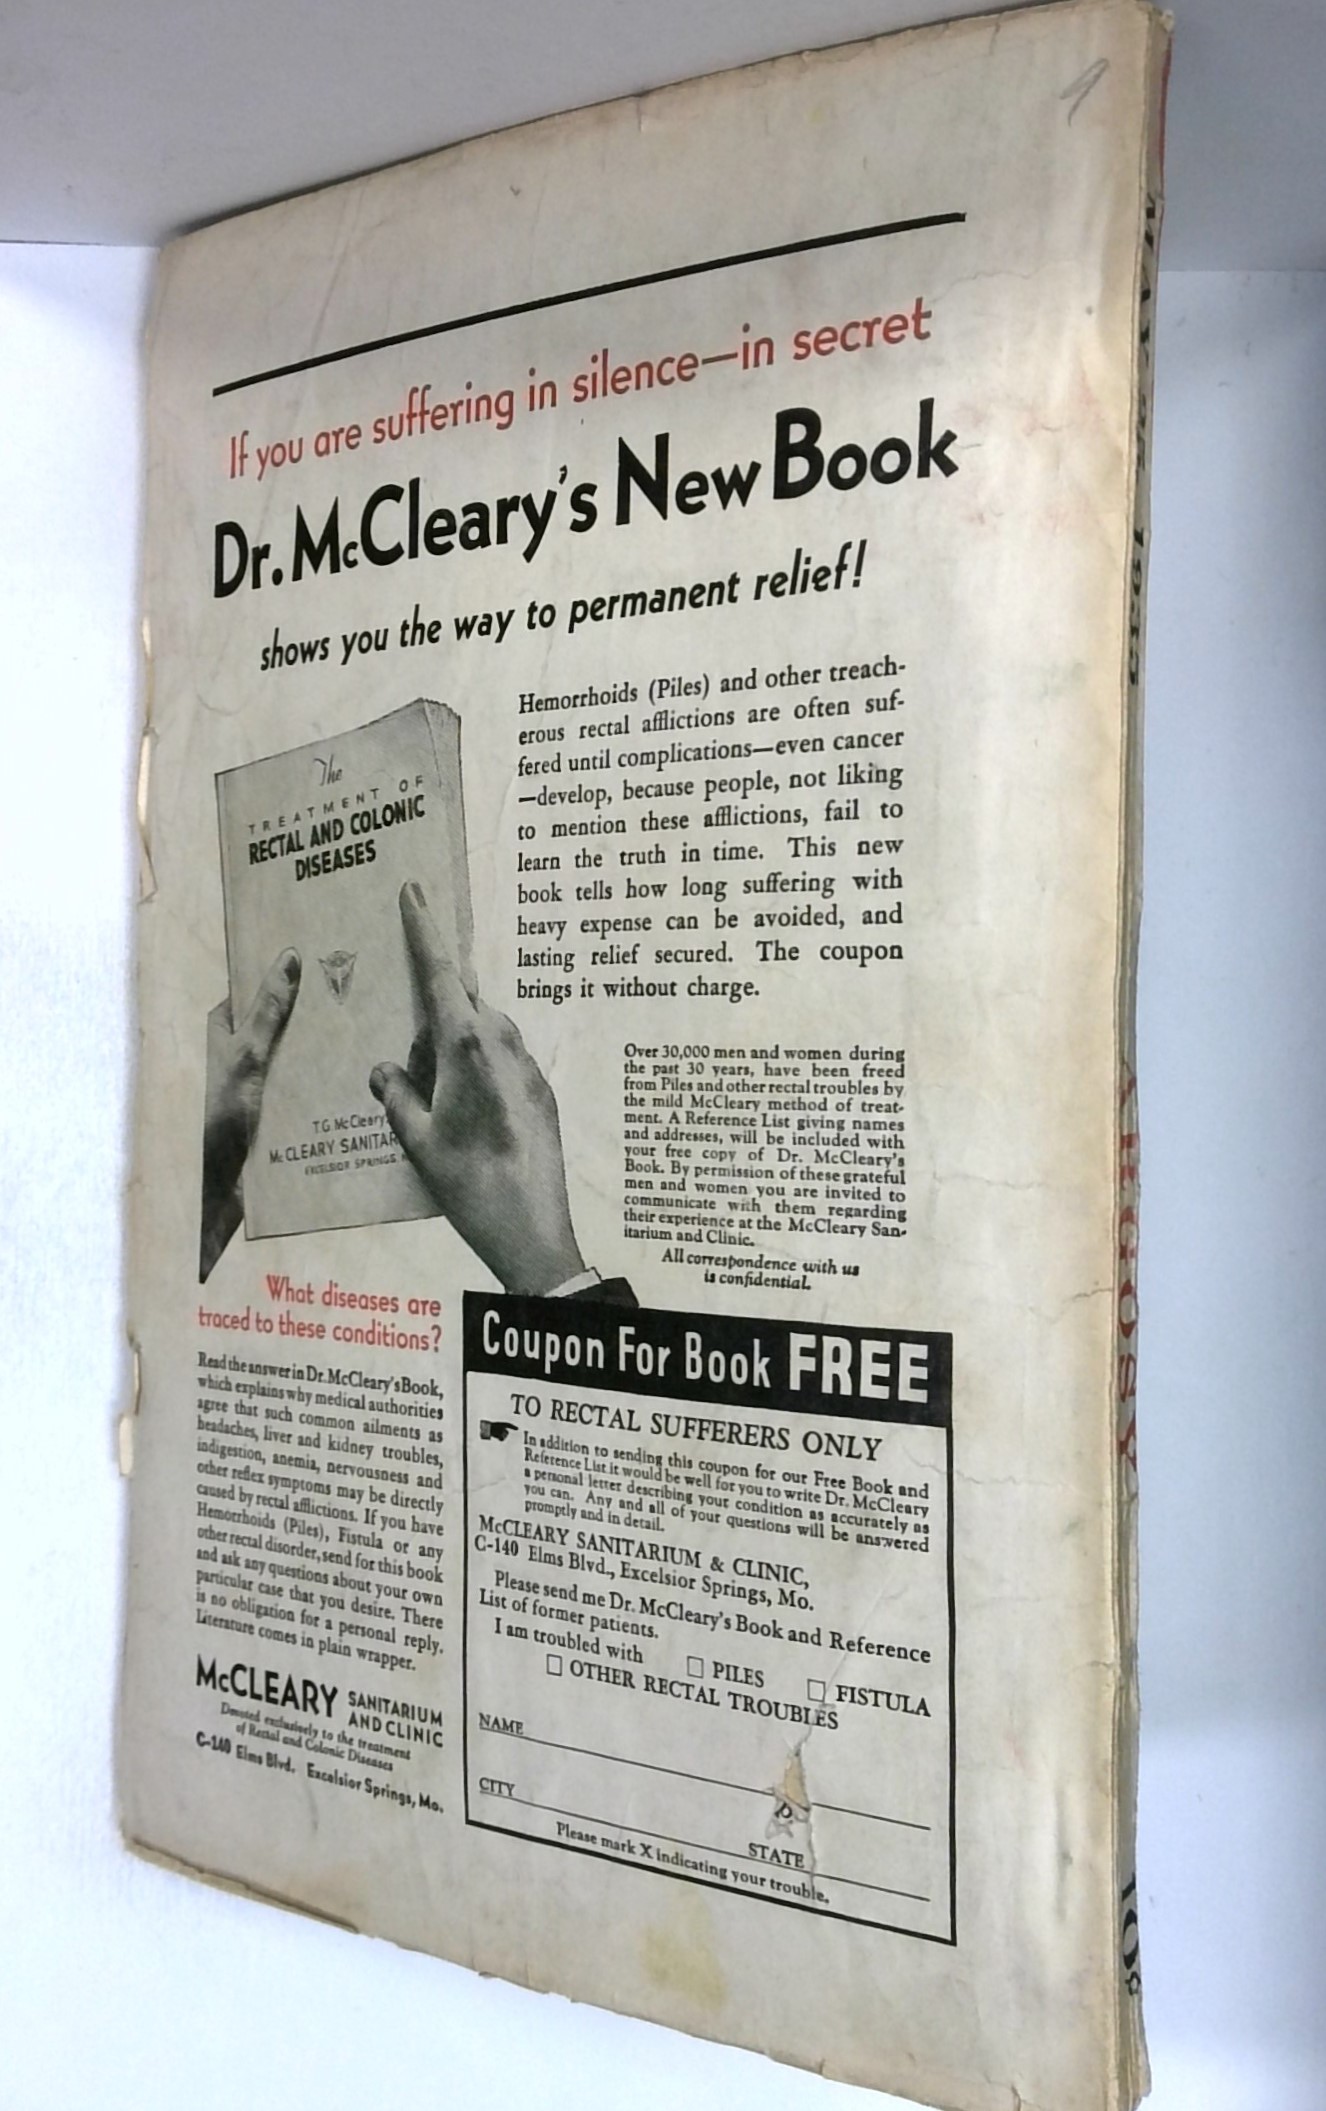 If you are suffering in silence—in secret
Dr. McCleary's New Book
shows you the way to permanent relief!
The
TREATMENT OF
RECTAL AND COLONIC
DISEASES
T.G. McCleary
McCLEARY SANITAR
EXCELSIOR SPRINGS
Hemorrhoids (Piles) and other treach-
erous rectal afflictions are often suf-
fered until complications—even cancer
—develop, because people, not liking
to mention these afflictions, fail to
learn the truth in time. This new
book tells how long suffering with
heavy expense can be avoided, and
lasting relief secured. The coupon
brings it without charge.
Over 30,000 men and women during
the past 30 years, have been freed
from Piles and other rectal troubles by
the mild McCleary method of treat-
ment. A Reference List giving names
and addresses, will be included with
your free copy of Dr. McCleary's
Book. By permission of these grateful
men and women you are invited to
communicate with them regarding
their experience at the McCleary San-
itarium and Clinic.
All correspondence with us
is confidential.
What diseases are
traced to these conditions?
Read the answer in Dr. McCleary's Book,
which explains why medical authorities
agree that such common ailments as
headaches, liver and kidney troubles,
indigestion, anemia, nervousness and
other reflex symptoms may be directly
caused by rectal afflictions. If you have
Hemorrhoids (Piles), Fistula or any
other rectal disorder, send for this book
and ask any questions about your own
particular case that you desire. There
is no obligation for a personal reply.
Literature comes in plain wrapper.
McCLEARY SANITARIUM
AND CLINIC
Devoted exclusively to the treatment
of Rectal and Colonic Diseases
C-140 Elms Blvd. Excelsior Springs, Mo.
Coupon For Book FREE
TO RECTAL SUFFERERS ONLY
In addition to sending this coupon for our Free Book and
Reference List it would be well for you to write Dr. McCleary
a personal letter describing your condition as accurately as
you can. Any and all of your questions will be answered
promptly and in detail.
McCLEARY SANITARIUM & CLINIC,
C-140 Elms Blvd., Excelsior Springs, Mo.
Please send me Dr. McCleary's Book and Reference
List of former patients.
I am troubled with □ PILES □ FISTULA
□ OTHER RECTAL TROUBLES
NAME
CITY
STATE
Please mark X indicating your trouble.
MAY 1935
ARGOSY
10¢